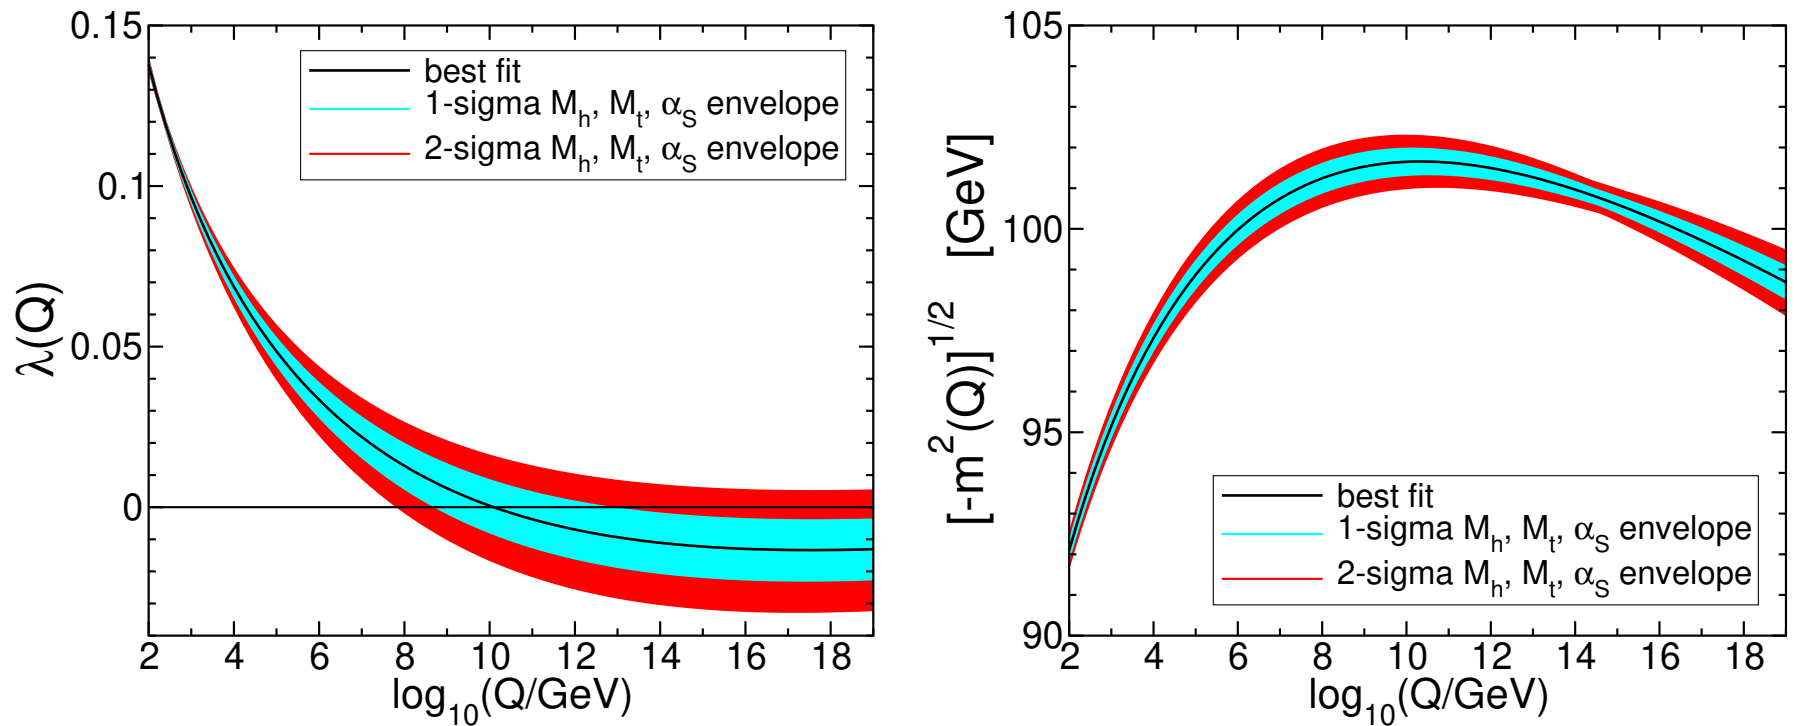 0.15
0.1
0.05
0
λ(Q)
best fit
1-sigma M_h, M_t, α_S envelope
2-sigma M_h, M_t, α_S envelope
2 4 6 8 10 12 14 16 18
log_10(Q/GeV)
105
100
95
90
[-m^2(Q)]^1/2 [GeV]
best fit
1-sigma M_h, M_t, α_S envelope
2-sigma M_h, M_t, α_S envelope
2 4 6 8 10 12 14 16 18
log_10(Q/GeV)